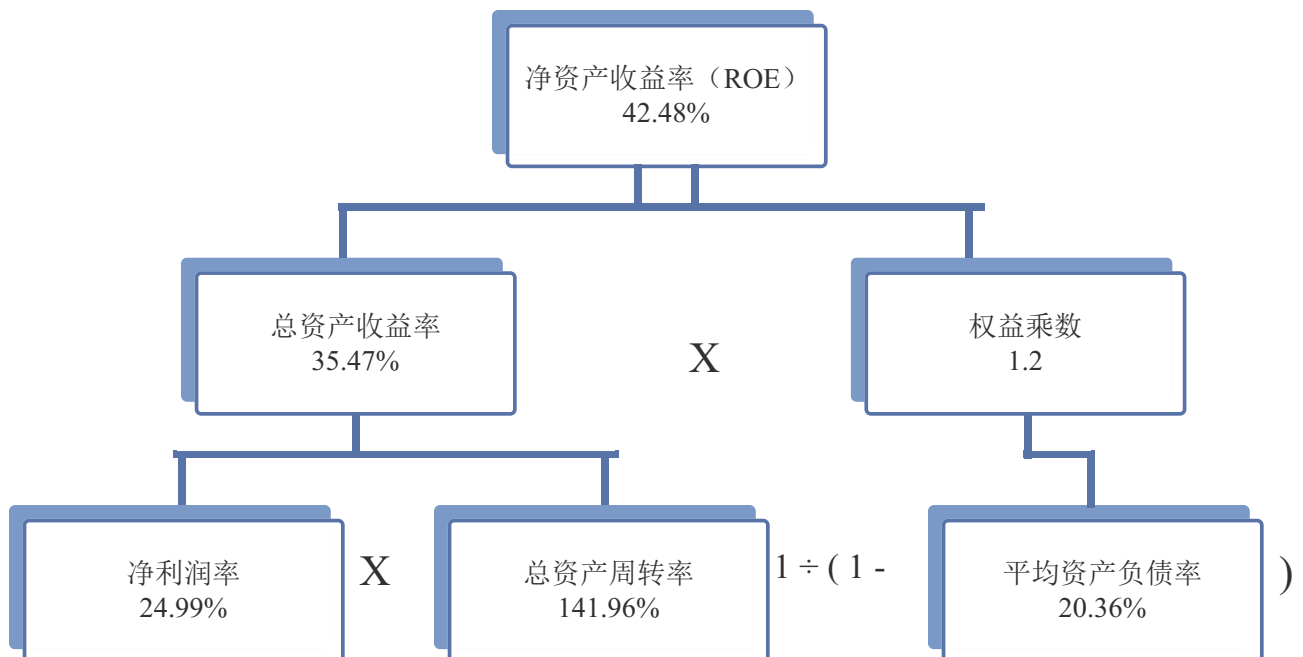 净资产收益率（ROE）
42.48%
总资产收益率
35.47%
X
权益乘数
1.2
净利润率
24.99%
X
总资产周转率
141.96%
1 ÷ ( 1 -
平均资产负债率
20.36%
)